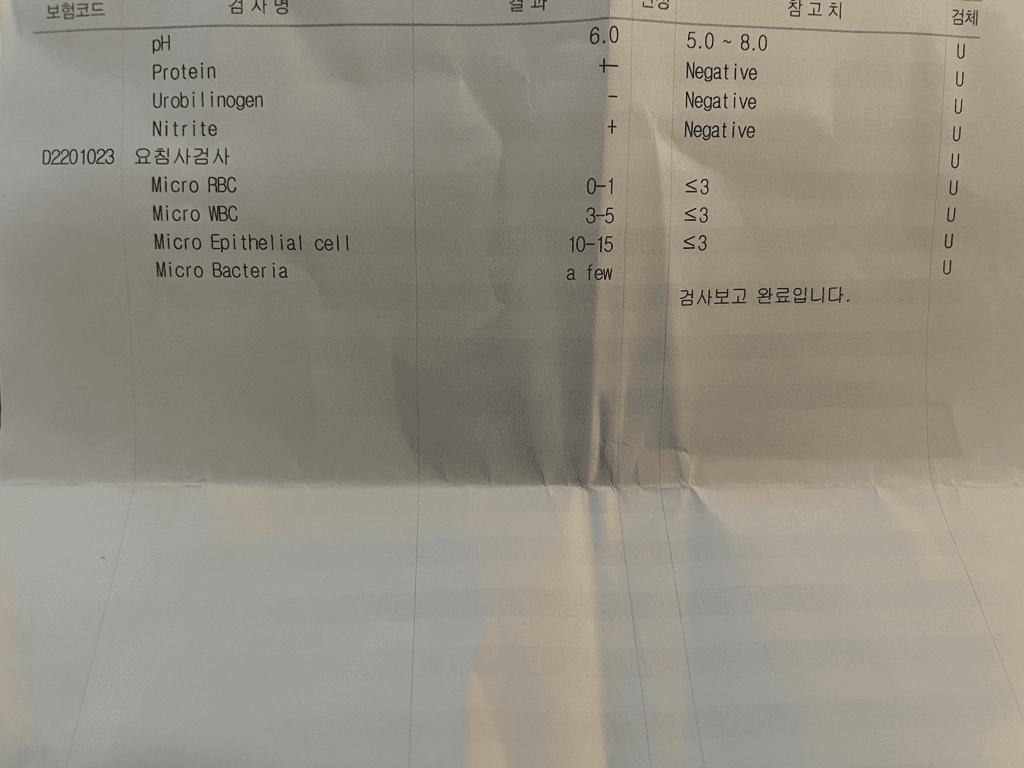 보험코드 검 사 명 결 과 판정 참 고 치 검체
pH 6.0 5.0 ~ 8.0 U
Protein +- Negative U
Urobilinogen - Negative U
Nitrite + Negative U
D2201023 요침사검사 U
Micro RBC 0-1 ≤3 U
Micro WBC 3-5 ≤3 U
Micro Epithelial cell 10-15 ≤3 U
Micro Bacteria a few U
검사보고 완료입니다.